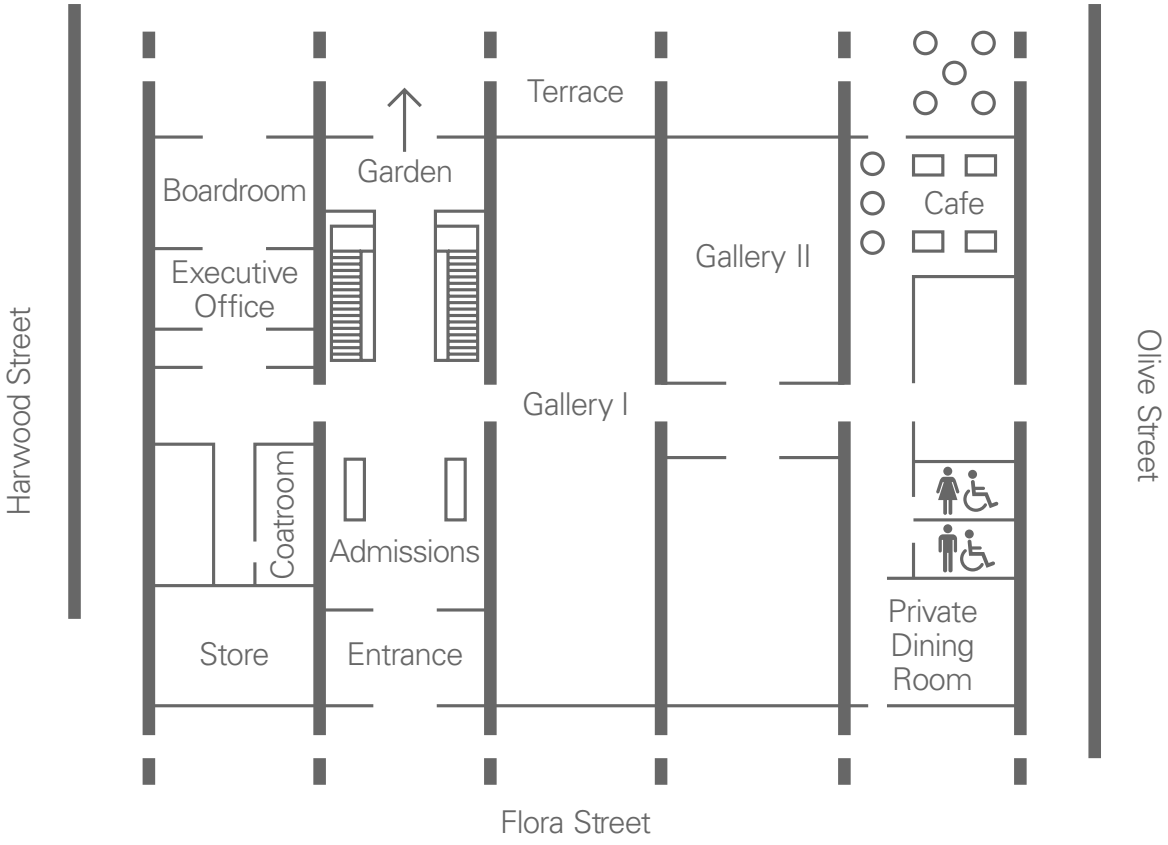 Terrace
Garden
Boardroom
Cafe
Gallery II
Executive
Office
Harwood Street
Olive Street
Gallery I
Coatroom
Admissions
Private
Dining
Room
Store
Entrance
Flora Street